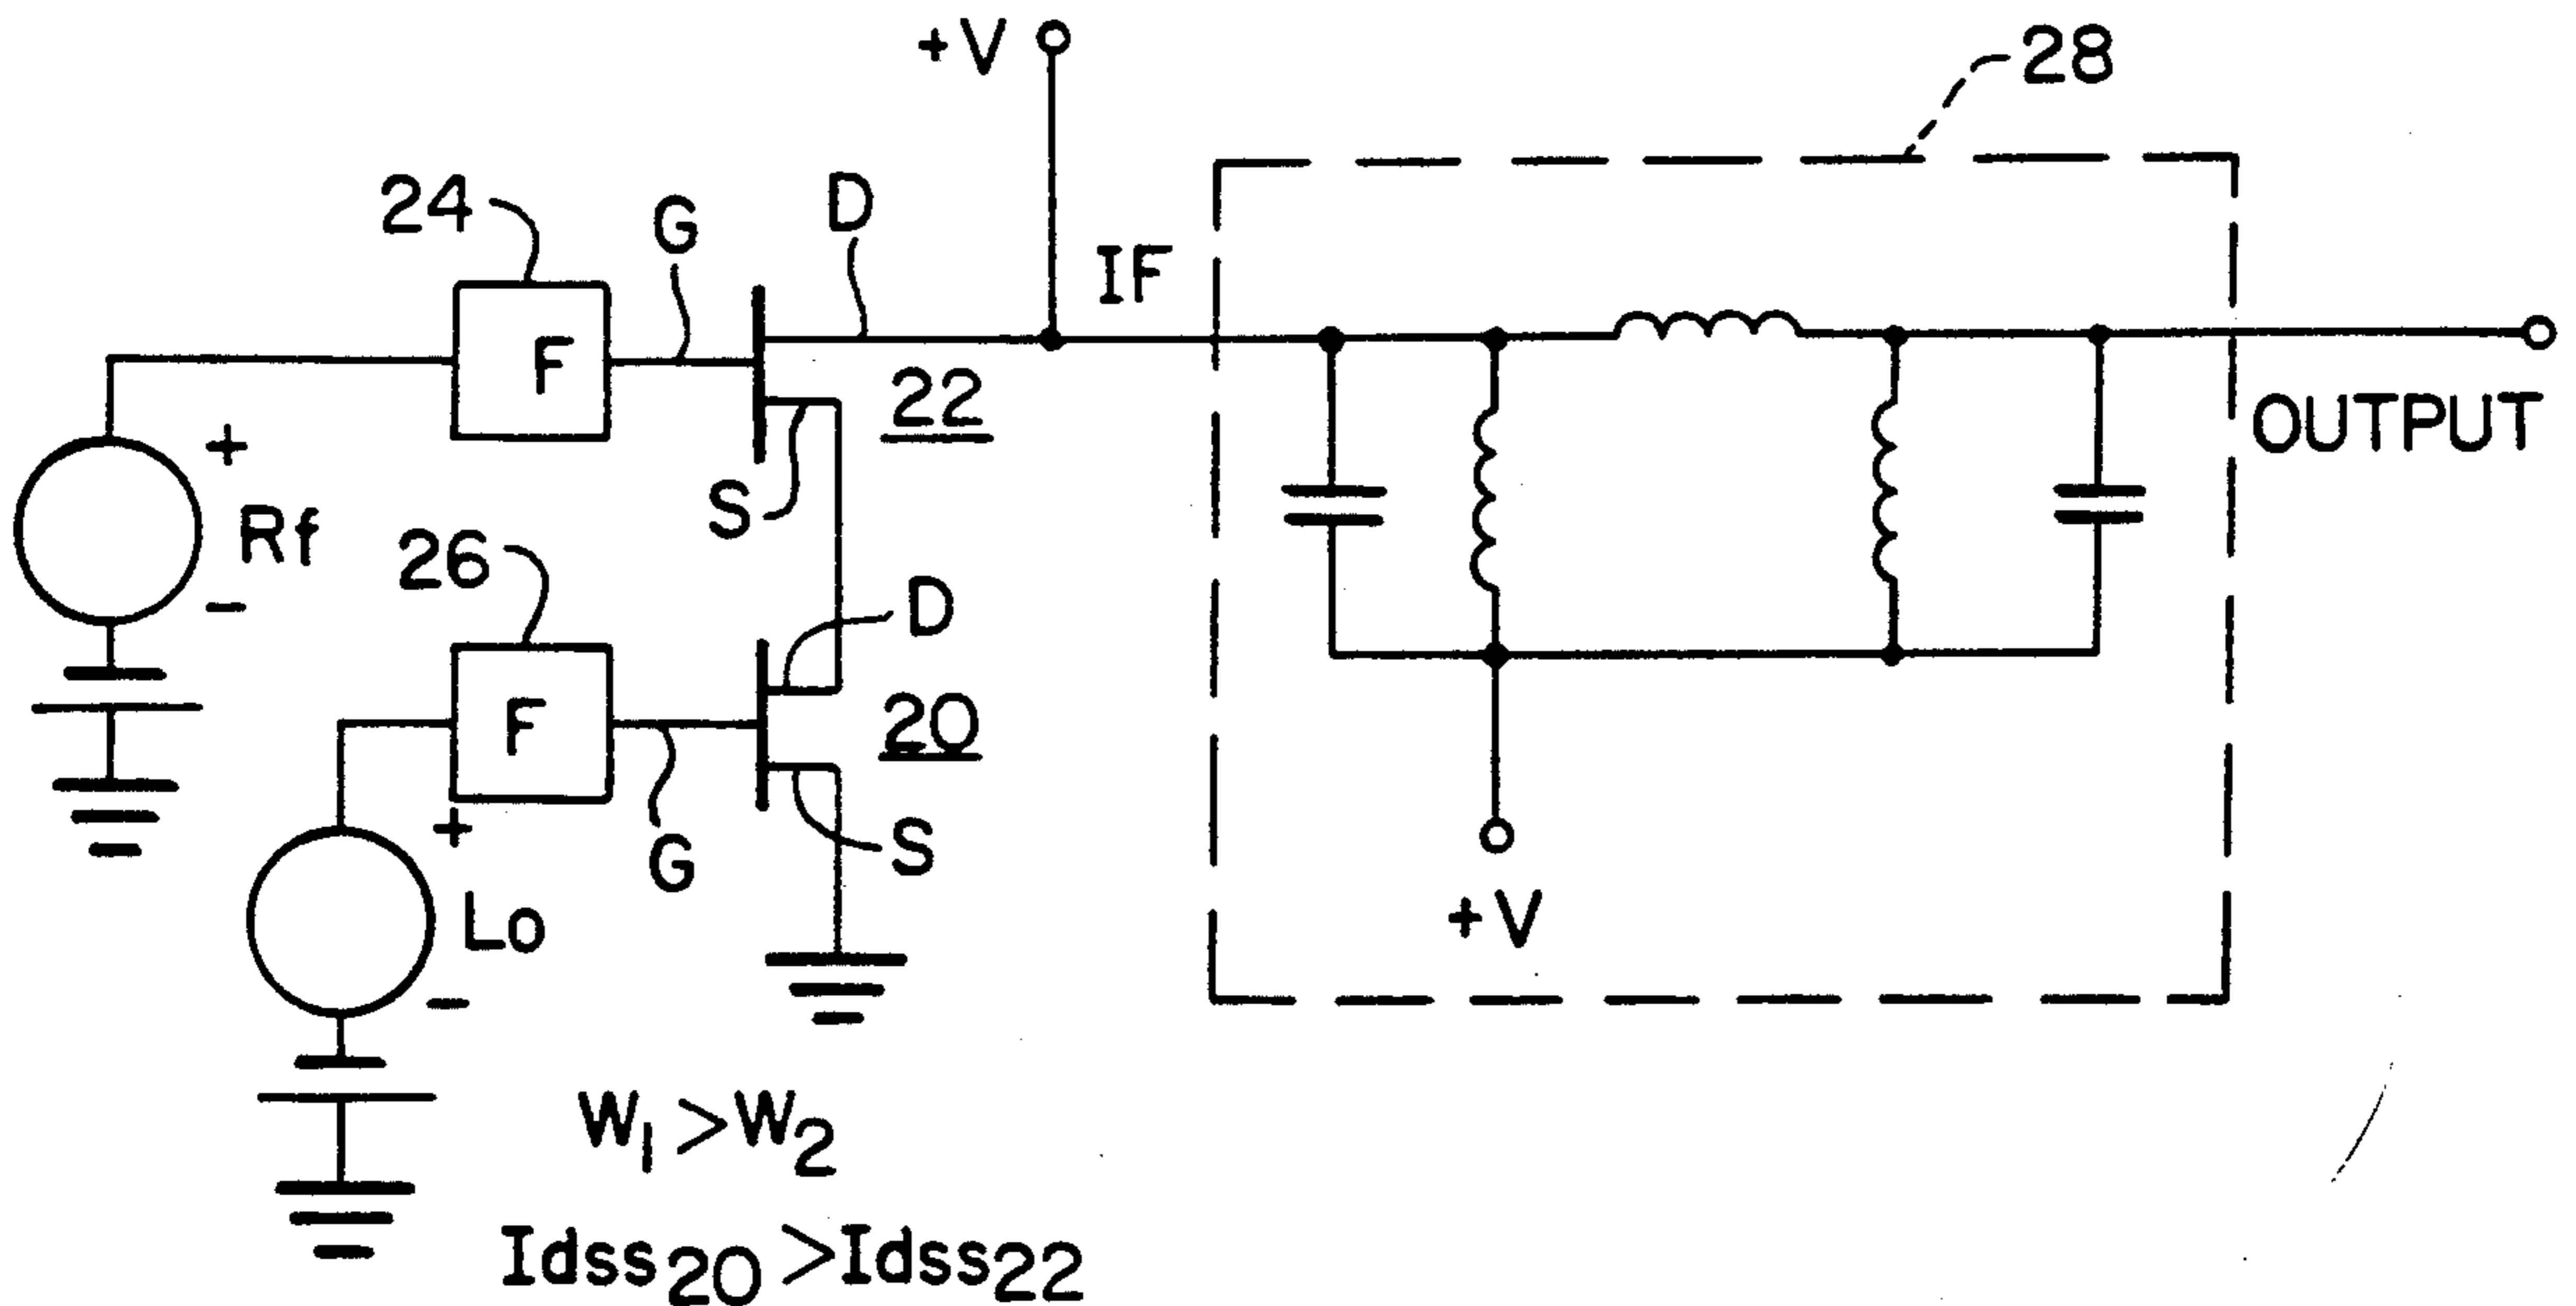 +V
28
24
G
D
IF
F
22
+
Rf
-
S
OUTPUT
26
D
F
20
G
S
+
Lo
-
+V
W1 > W2
Idss20 > Idss22